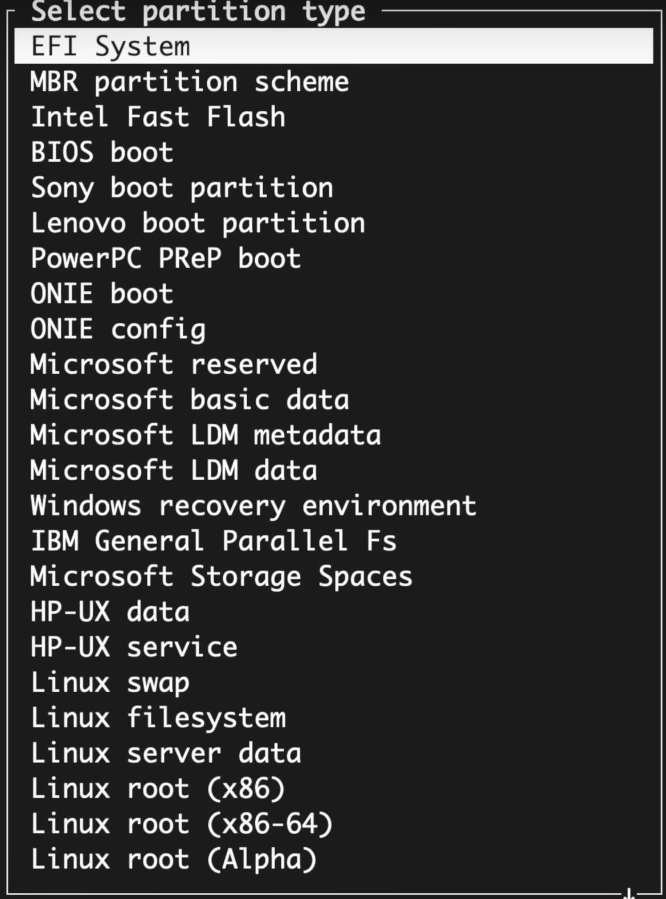 Select partition type
EFI System
MBR partition scheme
Intel Fast Flash
BIOS boot
Sony boot partition
Lenovo boot partition
PowerPC PReP boot
ONIE boot
ONIE config
Microsoft reserved
Microsoft basic data
Microsoft LDM metadata
Microsoft LDM data
Windows recovery environment
IBM General Parallel Fs
Microsoft Storage Spaces
HP-UX data
HP-UX service
Linux swap
Linux filesystem
Linux server data
Linux root (x86)
Linux root (x86-64)
Linux root (Alpha)